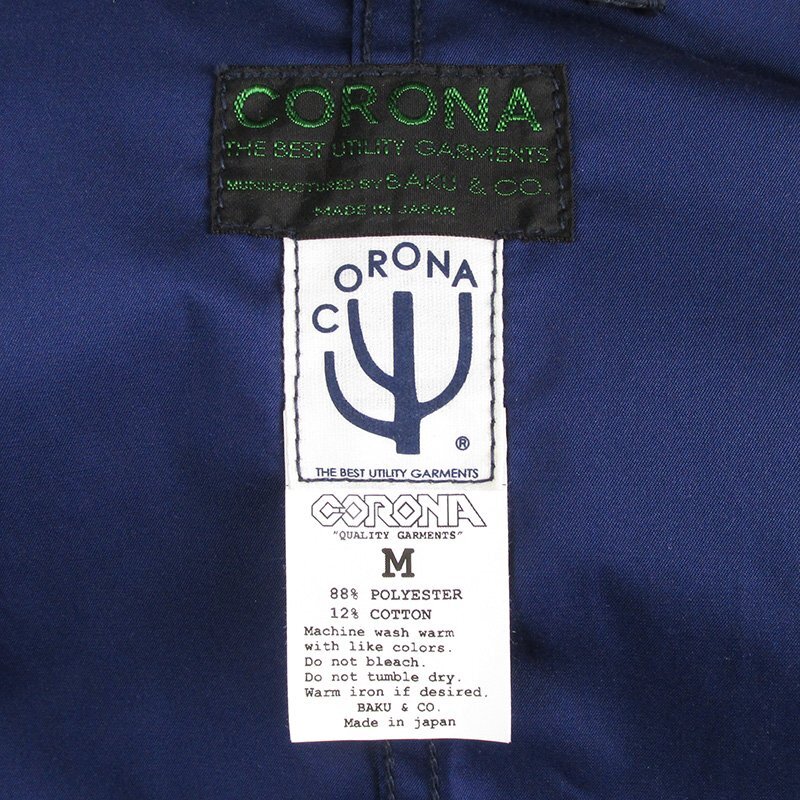 CORONA
THE BEST UTILITY GARMENTS
MANUFACTURED BY BAKU & CO.
MADE IN JAPAN
CORONA
®
THE BEST UTILITY GARMENTS
CORONA
"QUALITY GARMENTS"
M
88% POLYESTER
12% COTTON
Machine wash warm
with like colors.
Do not bleach.
Do not tumble dry.
Warm iron if desired.
BAKU & CO.
Made in japan